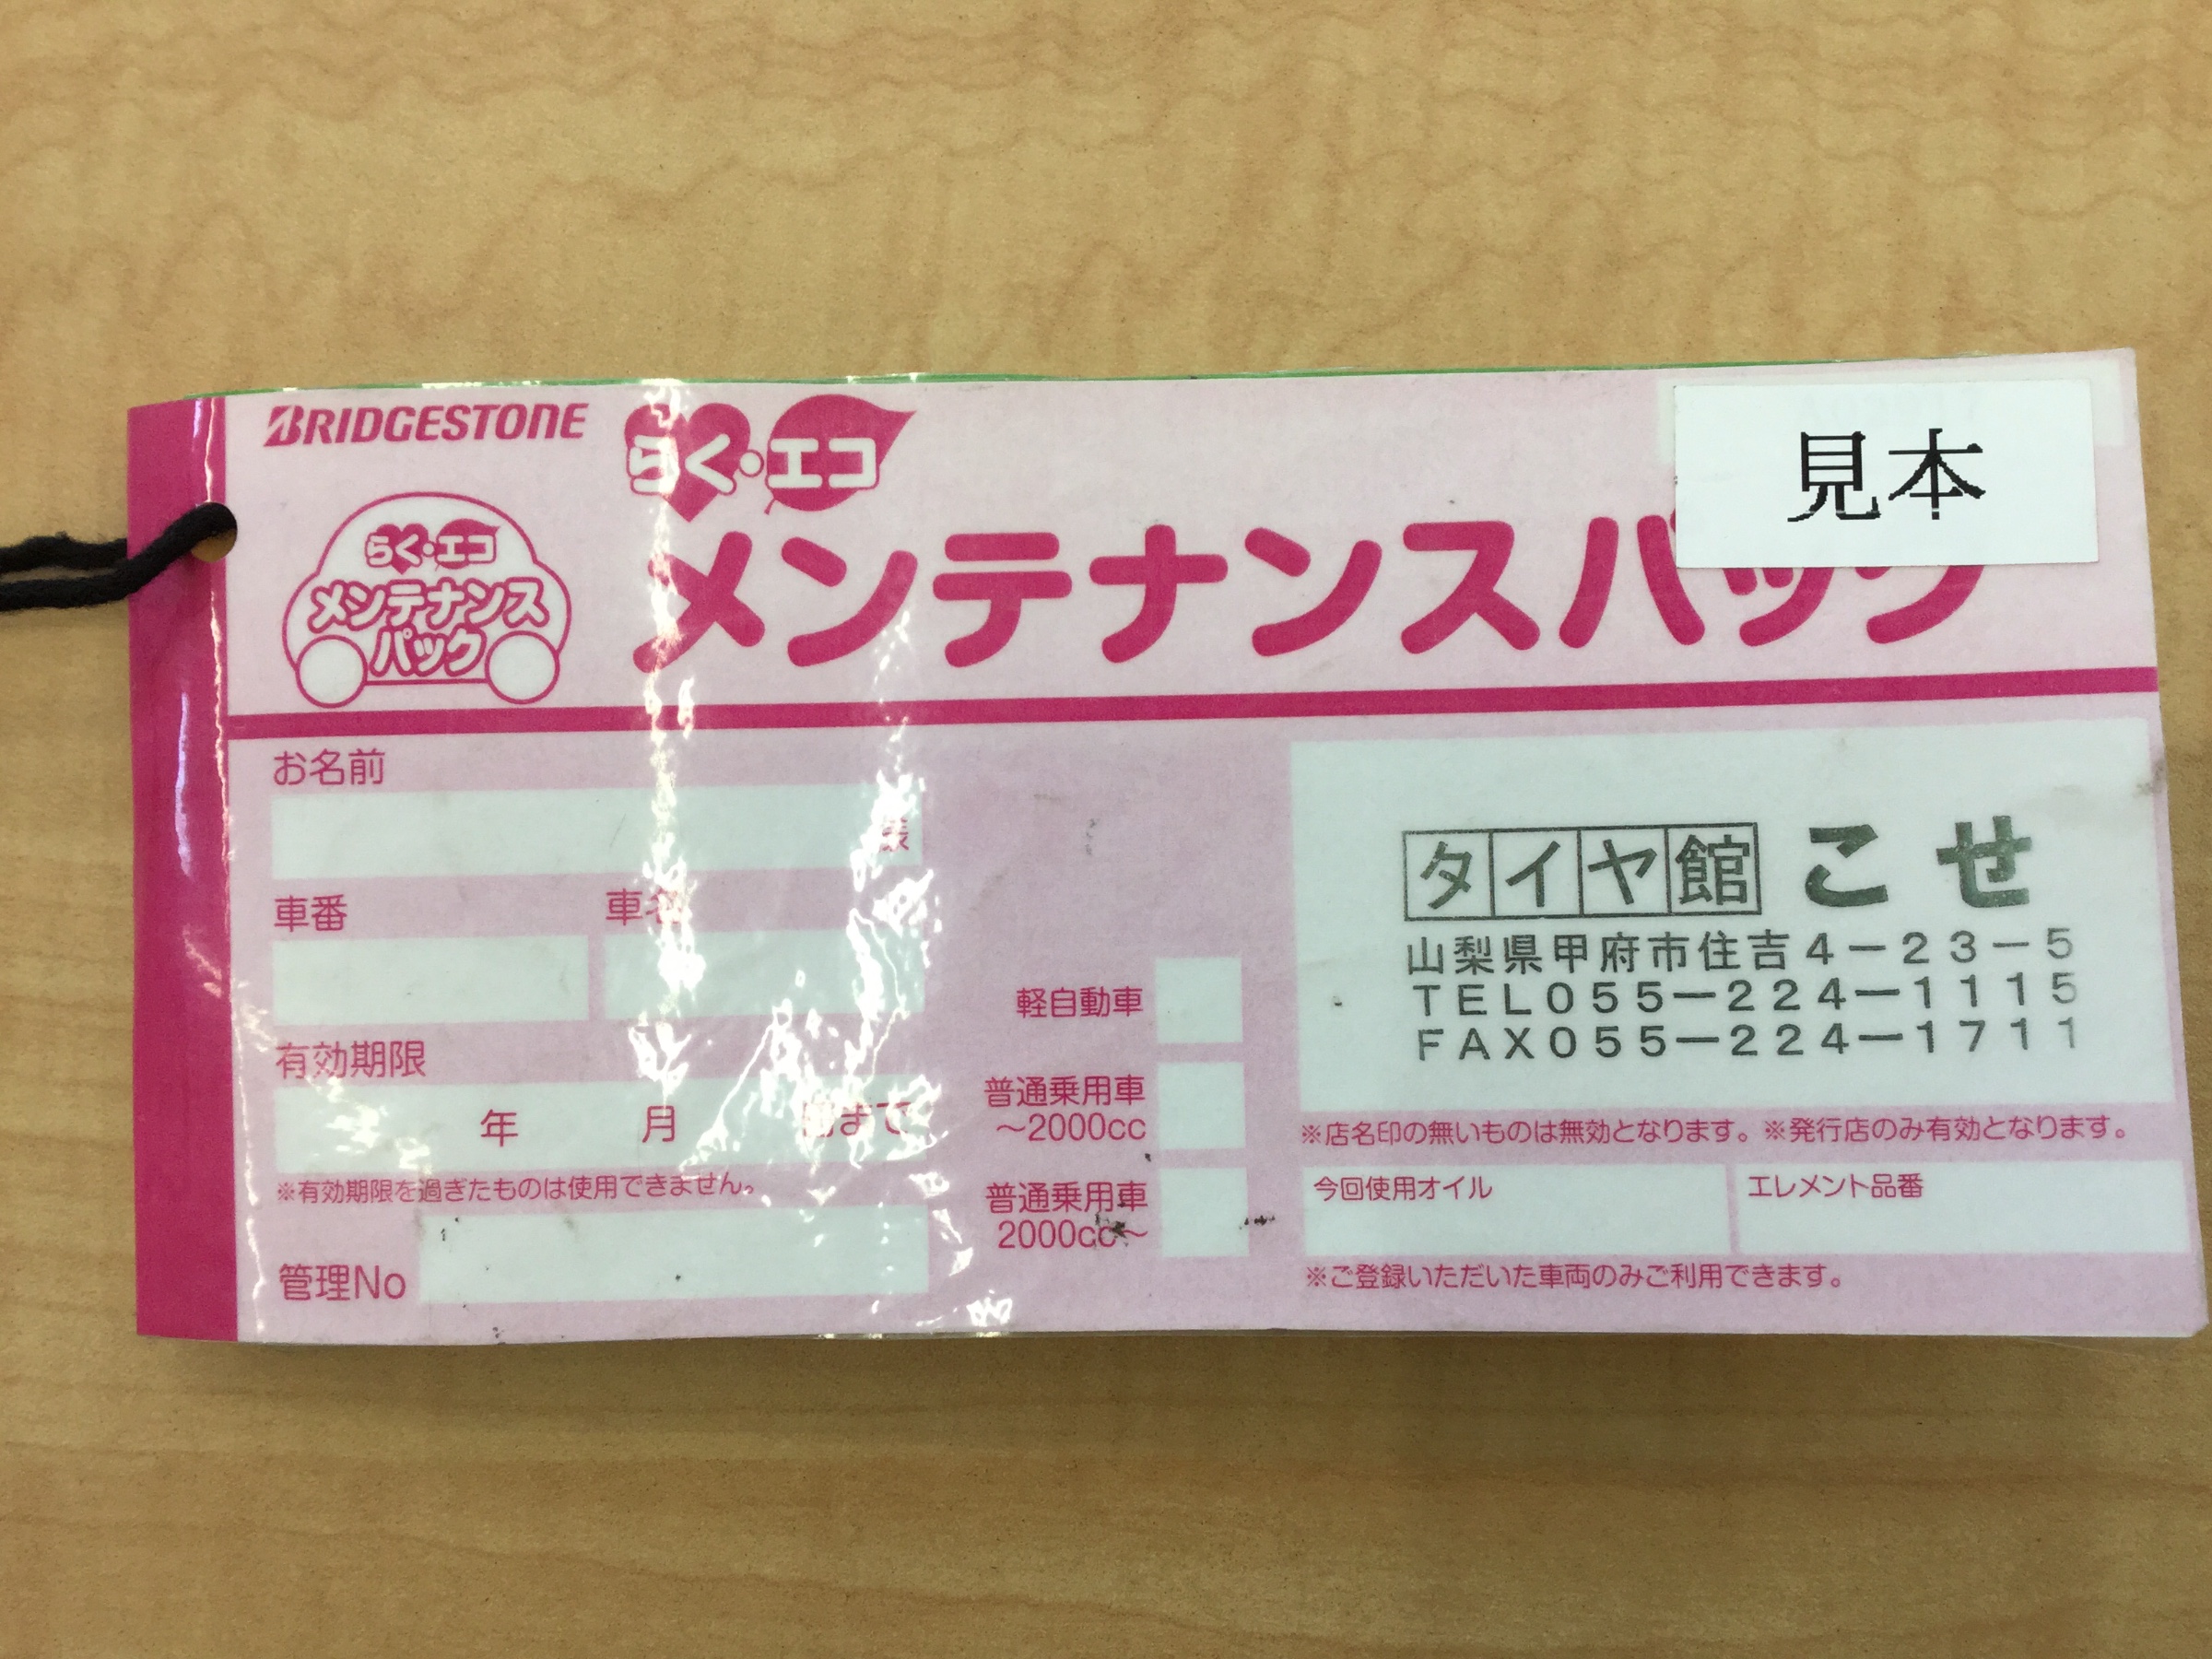 BRIDGESTONE
らく・エコ
メンテナンスパック
見本
らく・エコ
メンテナンス
パック
お名前
様
車番
車名
有効期限
年 月 日まで
※有効期限を過ぎたものは使用できません。
管理No
軽自動車
普通乗用車
～2000cc
普通乗用車
2000cc～
タイヤ館 こせ
山梨県甲府市住吉4－23－5
TEL055－224－1115
FAX055－224－1711
※店名印の無いものは無効となります。※発行店のみ有効となります。
今回使用オイル
エレメント品番
※ご登録いただいた車両のみご利用できます。